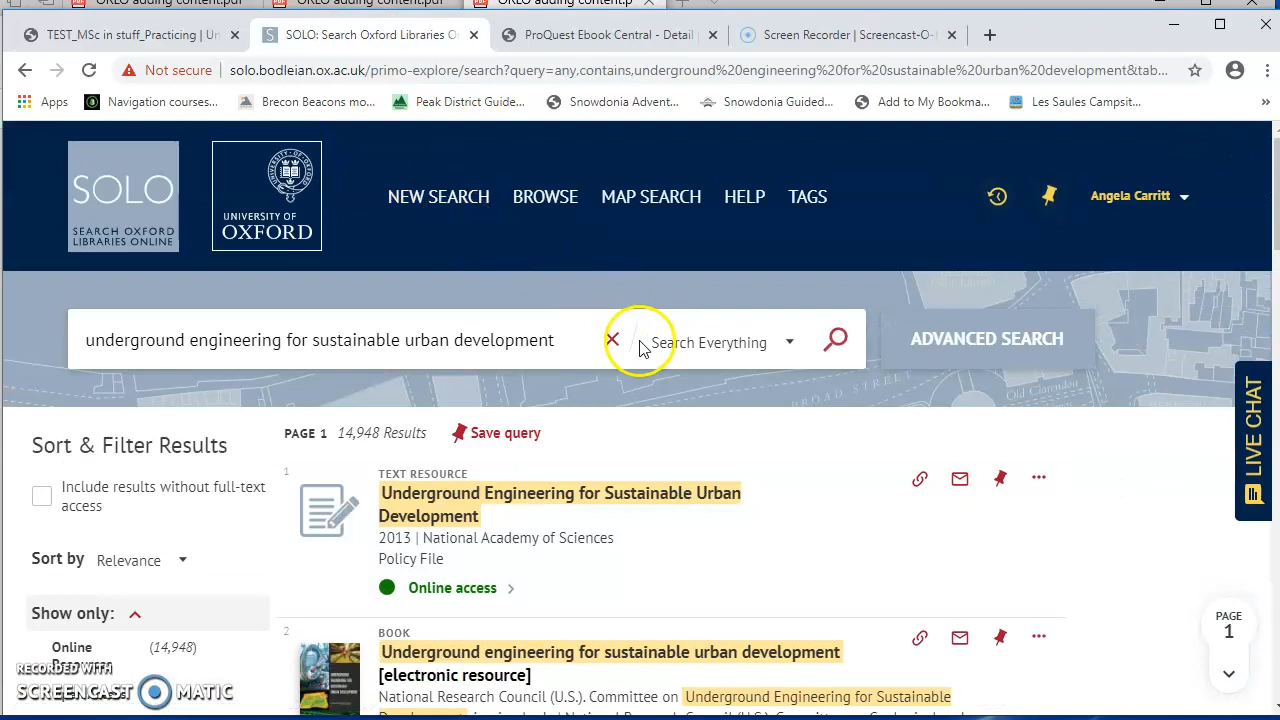 ORLO adding content.pdf
ORLO adding content.pdf
ORLO adding content.p
TEST_MSc in stuff_Practicing | Un
SOLO: Search Oxford Libraries O
ProQuest Ebook Central - Detail
Screen Recorder | Screencast-O-
Not secure
solo.bodleian.ox.ac.uk/primo-explore/search?query=any,contains,underground%20engineering%20for%20sustainable%20urban%20development&tab...
Apps
Navigation courses...
Brecon Beacons mo...
Peak District Guide...
Snowdonia Advent...
Snowdonia Guided...
Add to My Bookma...
Les Saules Campsit...
»
SOLO
SEARCH OXFORD
LIBRARIES ONLINE
UNIVERSITY OF
OXFORD
NEW SEARCH
BROWSE
MAP SEARCH
HELP
TAGS
Angela Carritt
underground engineering for sustainable urban development
Search Everything
ADVANCED SEARCH
BROAD STREET
Old Clarendon
LIVE CHAT
Sort & Filter Results
PAGE 1 14,948 Results
Save query
Include results without full-text
access
Sort by Relevance
Show only:
Online
(14,948)
1
TEXT RESOURCE
Underground Engineering for Sustainable Urban
Development
2013 | National Academy of Sciences
Policy File
Online access
2
BOOK
Underground engineering for sustainable urban development
[electronic resource]
National Research Council (U.S.). Committee on Underground Engineering for Sustainable
PAGE
1
RECORDED WITH
SCREENCAST MATIC